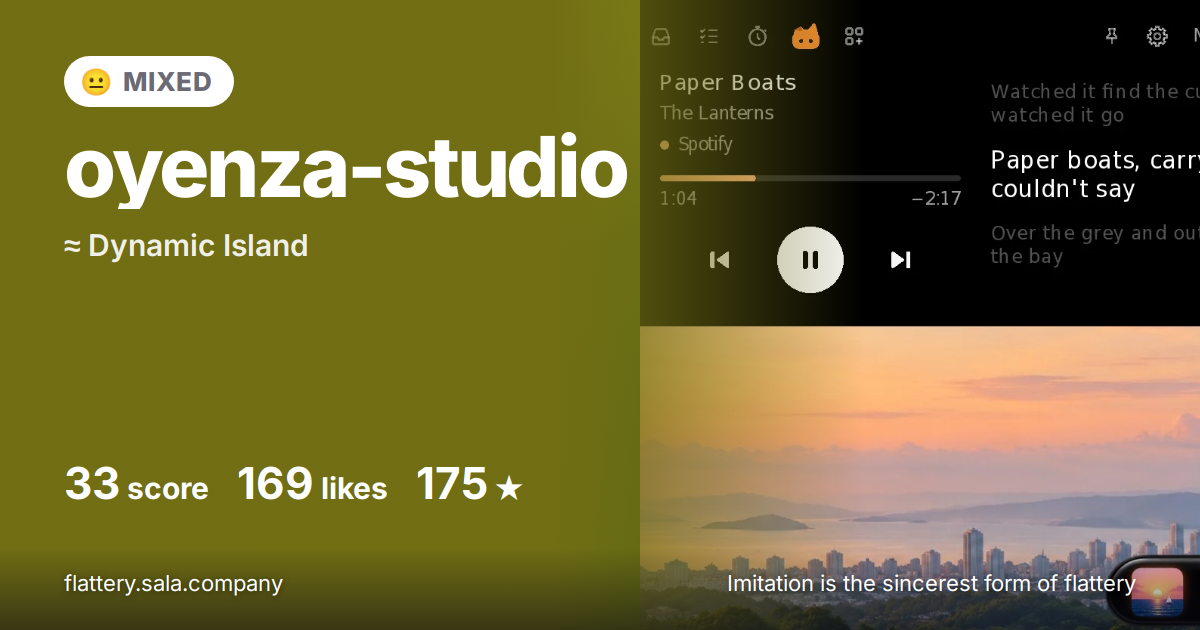 😐 MIXED
oyenza-studio
≈ Dynamic Island
33 score 169 likes 175 ★
flattery.sala.company
Paper Boats
The Lanterns
Spotify
1:04 −2:17
Watched it find the
watched it go
Paper boats, carry
couldn't say
Over the grey and out
the bay
Imitation is the sincerest form of flattery